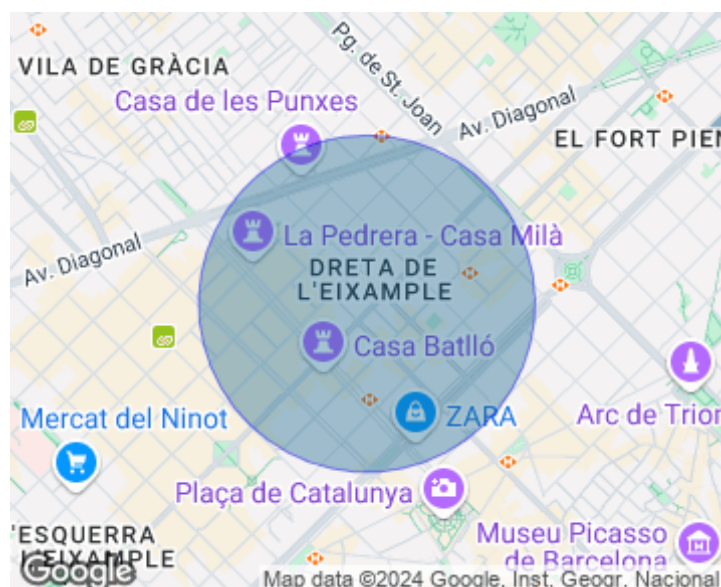 VILA DE GRÀCIA
Pg. de St. Joan
Casa de les Punxes
Av. Diagonal
EL FORT PIEN
La Pedrera - Casa Milà
Av. Diagonal
DRETA DE
L'EIXAMPLE
Casa Batlló
Mercat del Ninot
ZARA
Arc de Trior
Plaça de Catalunya
'ESQUERRA
L'EIXAMPLE
Museu Picasso
de Barcelona
Google
Map data ©2024 Google, Inst. Geogr. Nacional